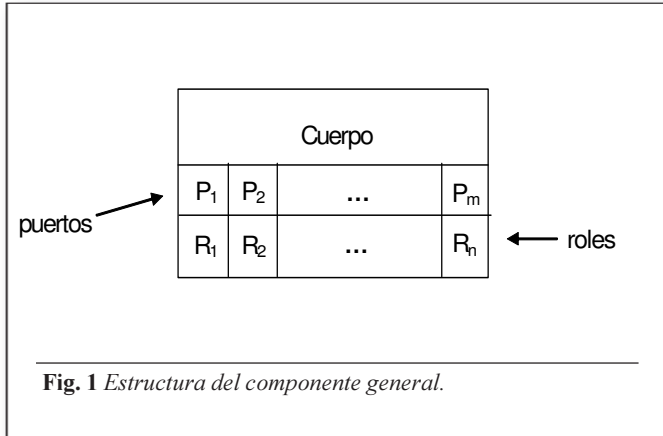 Cuerpo
P₁ P₂ ... Pₘ
puertos
R₁ R₂ ... Rₙ
roles
Fig. 1 Estructura del componente general.